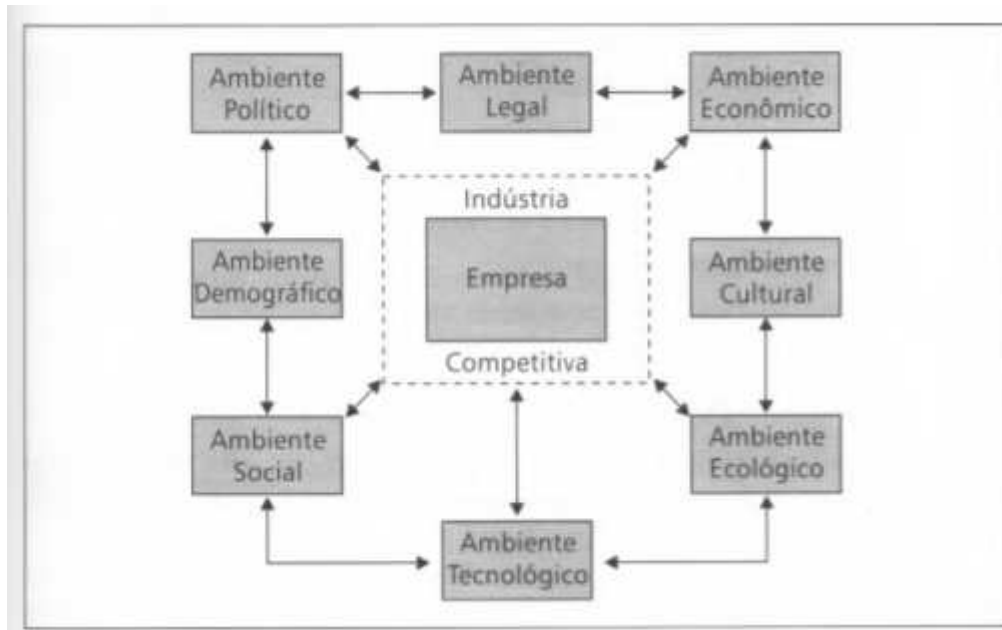 Ambiente
Político
Ambiente
Legal
Ambiente
Econômico
Indústria
Empresa
Competitiva
Ambiente
Demográfico
Ambiente
Cultural
Ambiente
Social
Ambiente
Ecológico
Ambiente
Tecnológico